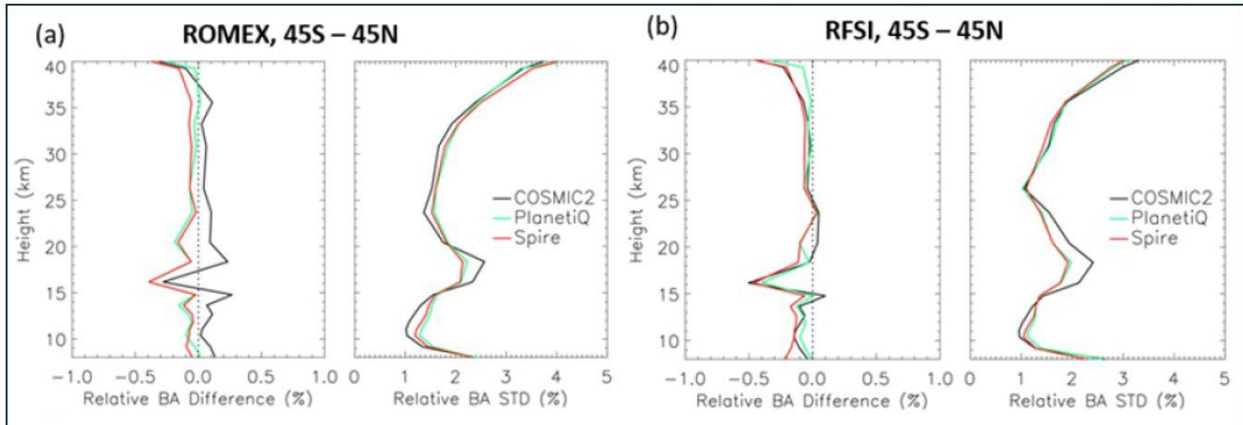 (a) ROMEX, 45S – 45N
40
35
30
25
20
15
10
Height (km)
-1.0 -0.5 0.0 0.5 1.0
Relative BA Difference (%)
COSMIC2
PlanetiQ
Spire
0 1 2 3 4 5
Relative BA STD (%)
(b) RFSI, 45S – 45N
40
35
30
25
20
15
10
Height (km)
-1.0 -0.5 0.0 0.5 1.0
Relative BA Difference (%)
COSMIC2
PlanetiQ
Spire
0 1 2 3 4 5
Relative BA STD (%)